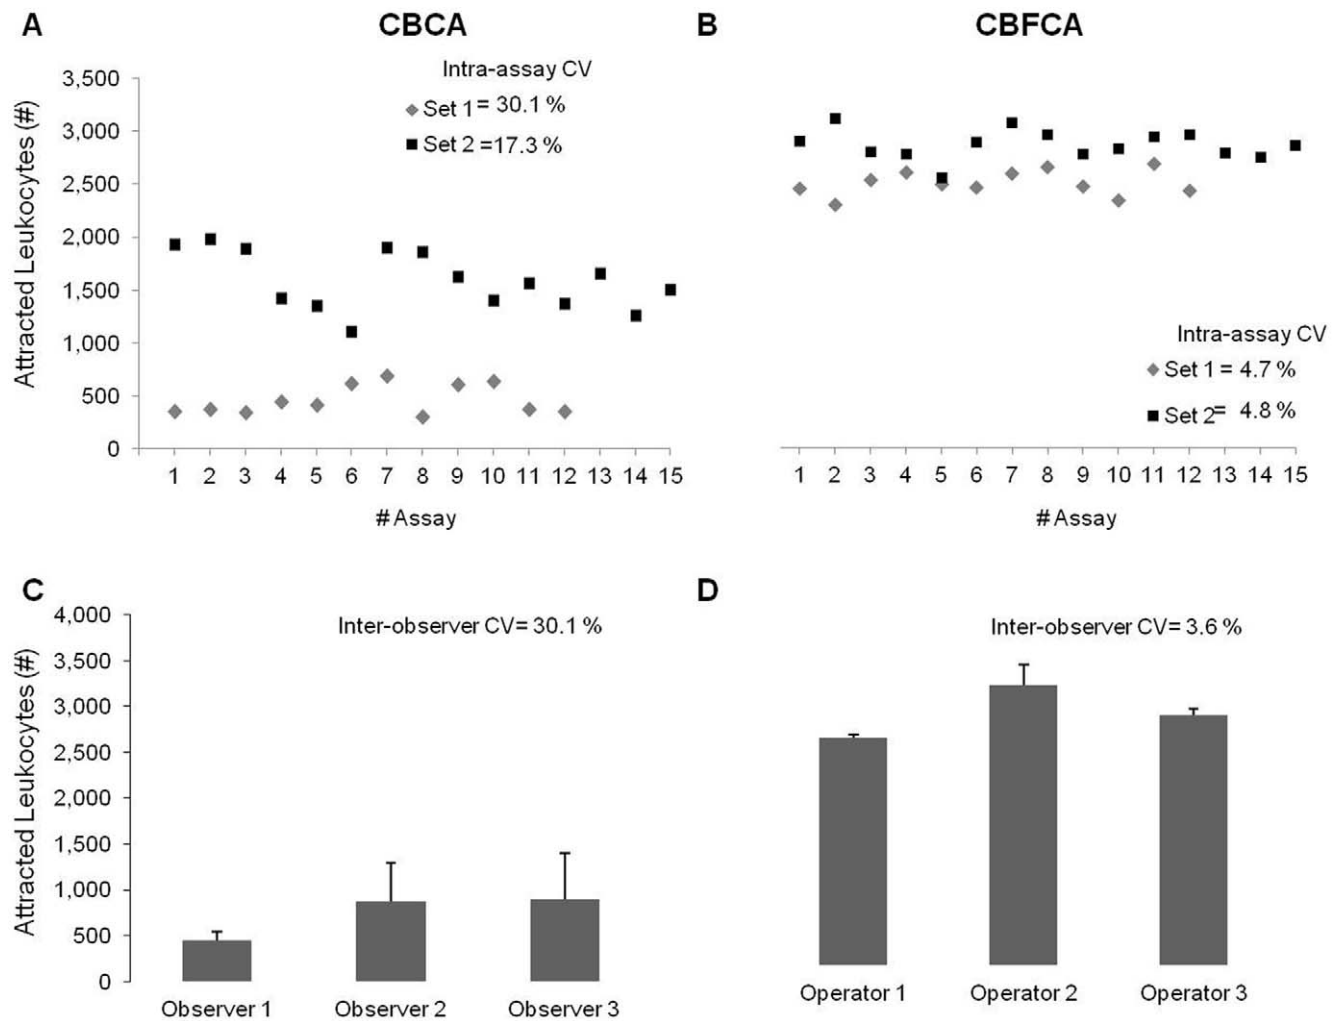 A
CBCA
B
CBFCA
Intra-assay CV
Set 1= 30.1 %
Set 2 =17.3 %
Attracted Leukocytes (#)
3,500
3,000
2,500
2,000
1,500
1,000
500
0
1 2 3 4 5 6 7 8 9 10 11 12 13 14 15
# Assay
Intra-assay CV
Set 1 = 4.7 %
Set 2= 4.8 %
1 2 3 4 5 6 7 8 9 10 11 12 13 14 15
# Assay
C
Inter-observer CV= 30.1 %
Attracted Leukocytes (#)
4,000
3,500
3,000
2,500
2,000
1,500
1,000
500
0
Observer 1 Observer 2 Observer 3
D
Inter-observer CV= 3.6 %
Operator 1 Operator 2 Operator 3